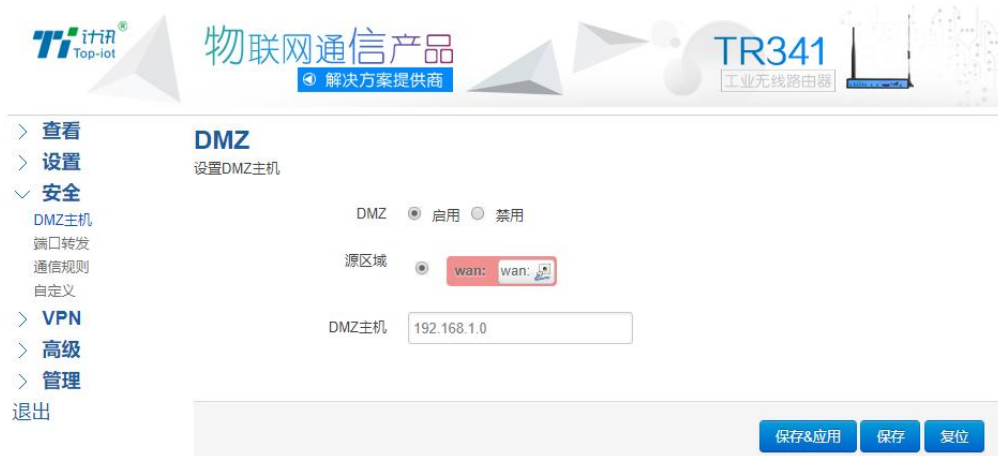 计讯®
Top-iot
物联网通信产品
解决方案提供商
TR341
工业无线路由器
查看
设置
安全
DMZ主机
端口转发
通信规则
自定义
VPN
高级
管理
退出
DMZ
设置DMZ主机
DMZ 启用 禁用
源区域 wan: wan:
DMZ主机 192.168.1.0
保存&应用 保存 复位